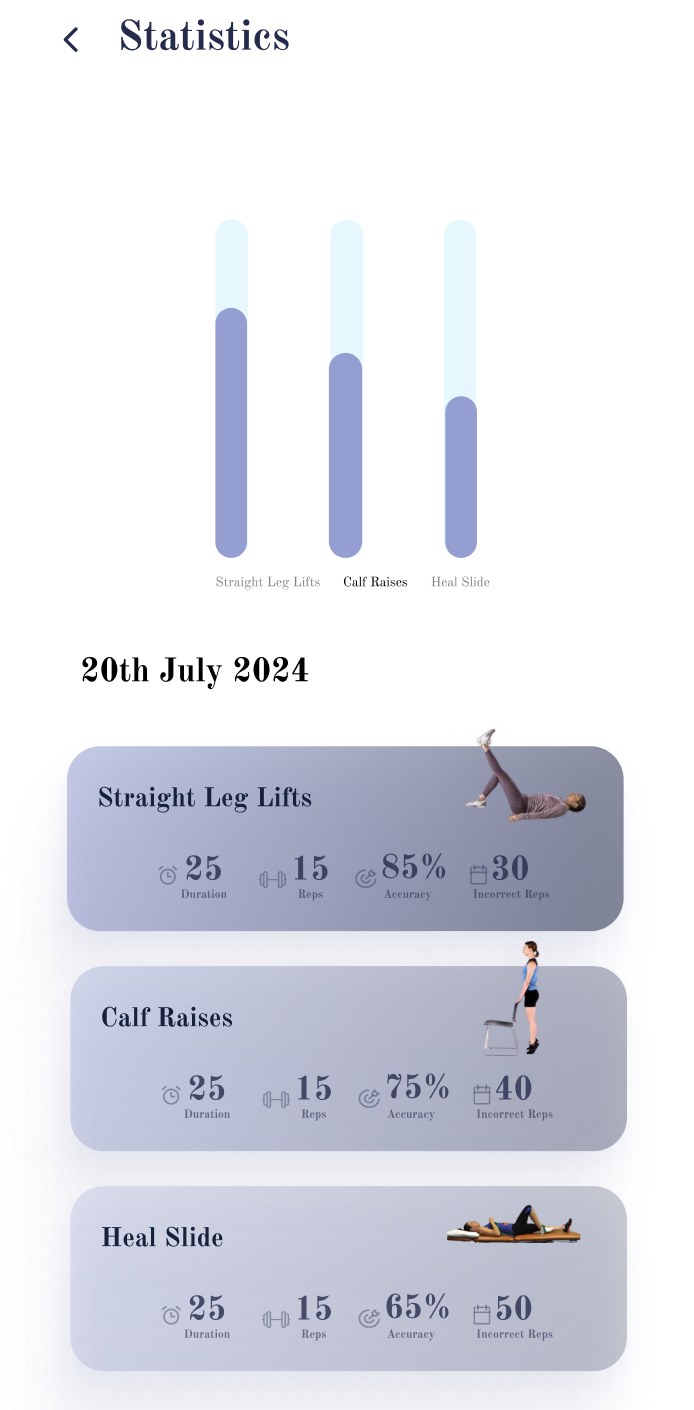 Statistics
Straight Leg Lifts Calf Raises Heal Slide
20th July 2024
Straight Leg Lifts
25 15 85% 30
Duration Reps Accuracy Incorrect Reps
Calf Raises
25 15 75% 40
Duration Reps Accuracy Incorrect Reps
Heal Slide
25 15 65% 50
Duration Reps Accuracy Incorrect Reps